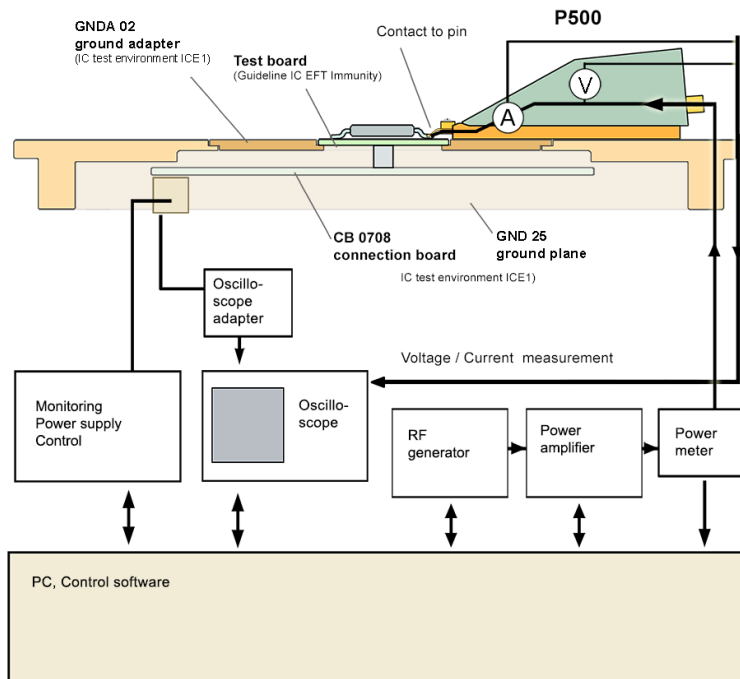 P500
GNDA 02
ground adapter
(IC test environment ICE1)
Test board
(Guideline IC EFT Immunity)
Contact to pin
A
V
CB 0708
connection board
GND 25
ground plane
IC test environment ICE1)
Oscillo-
scope
adapter
Voltage / Current measurement
Monitoring
Power supply
Control
Oscillo-
scope
RF
generator
Power
amplifier
Power
meter
PC, Control software